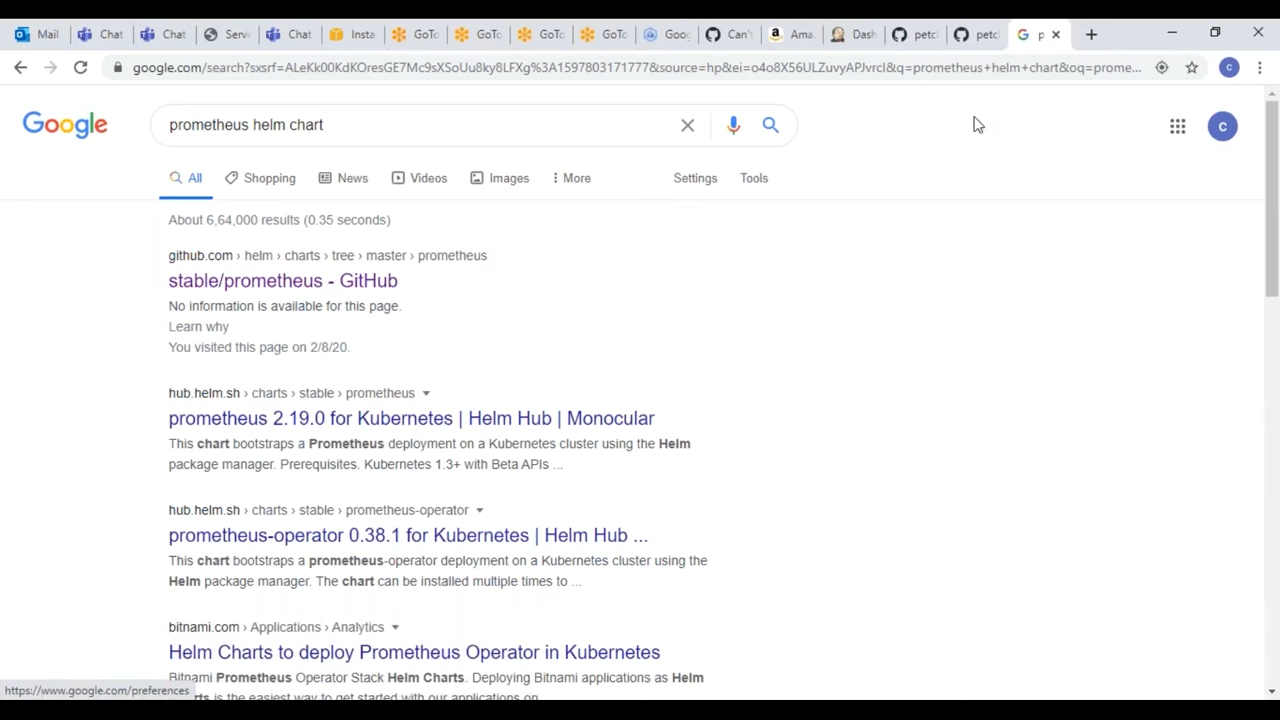 Mail Chat Chat Servi Chat Insta GoTo GoTo GoTo GoTo Goog Can't Ama Dash petcl petcl p
google.com/search?sxsrf=ALeKk00KdKOresGE7Mc9sXSoUu8ky8LFXg%3A1597803171777&source=hp&ei=o4o8X56ULZuvyAPJvrcI&q=prometheus+helm+chart&oq=prome... c
Google prometheus helm chart c
All Shopping News Videos Images More Settings Tools
About 6,64,000 results (0.35 seconds)
github.com › helm › charts › tree › master › prometheus
stable/prometheus - GitHub
No information is available for this page.
Learn why
You visited this page on 2/8/20.
hub.helm.sh › charts › stable › prometheus
prometheus 2.19.0 for Kubernetes | Helm Hub | Monocular
This chart bootstraps a Prometheus deployment on a Kubernetes cluster using the Helm
package manager. Prerequisites. Kubernetes 1.3+ with Beta APIs ...
hub.helm.sh › charts › stable › prometheus-operator
prometheus-operator 0.38.1 for Kubernetes | Helm Hub ...
This chart bootstraps a prometheus-operator deployment on a Kubernetes cluster using the
Helm package manager. The chart can be installed multiple times to ...
bitnami.com › Applications › Analytics
Helm Charts to deploy Prometheus Operator in Kubernetes
Bitnami Prometheus Operator Stack Helm Charts. Deploying Bitnami applications as Helm
https://www.google.com/preferences is the easiest way to get started with our applications on